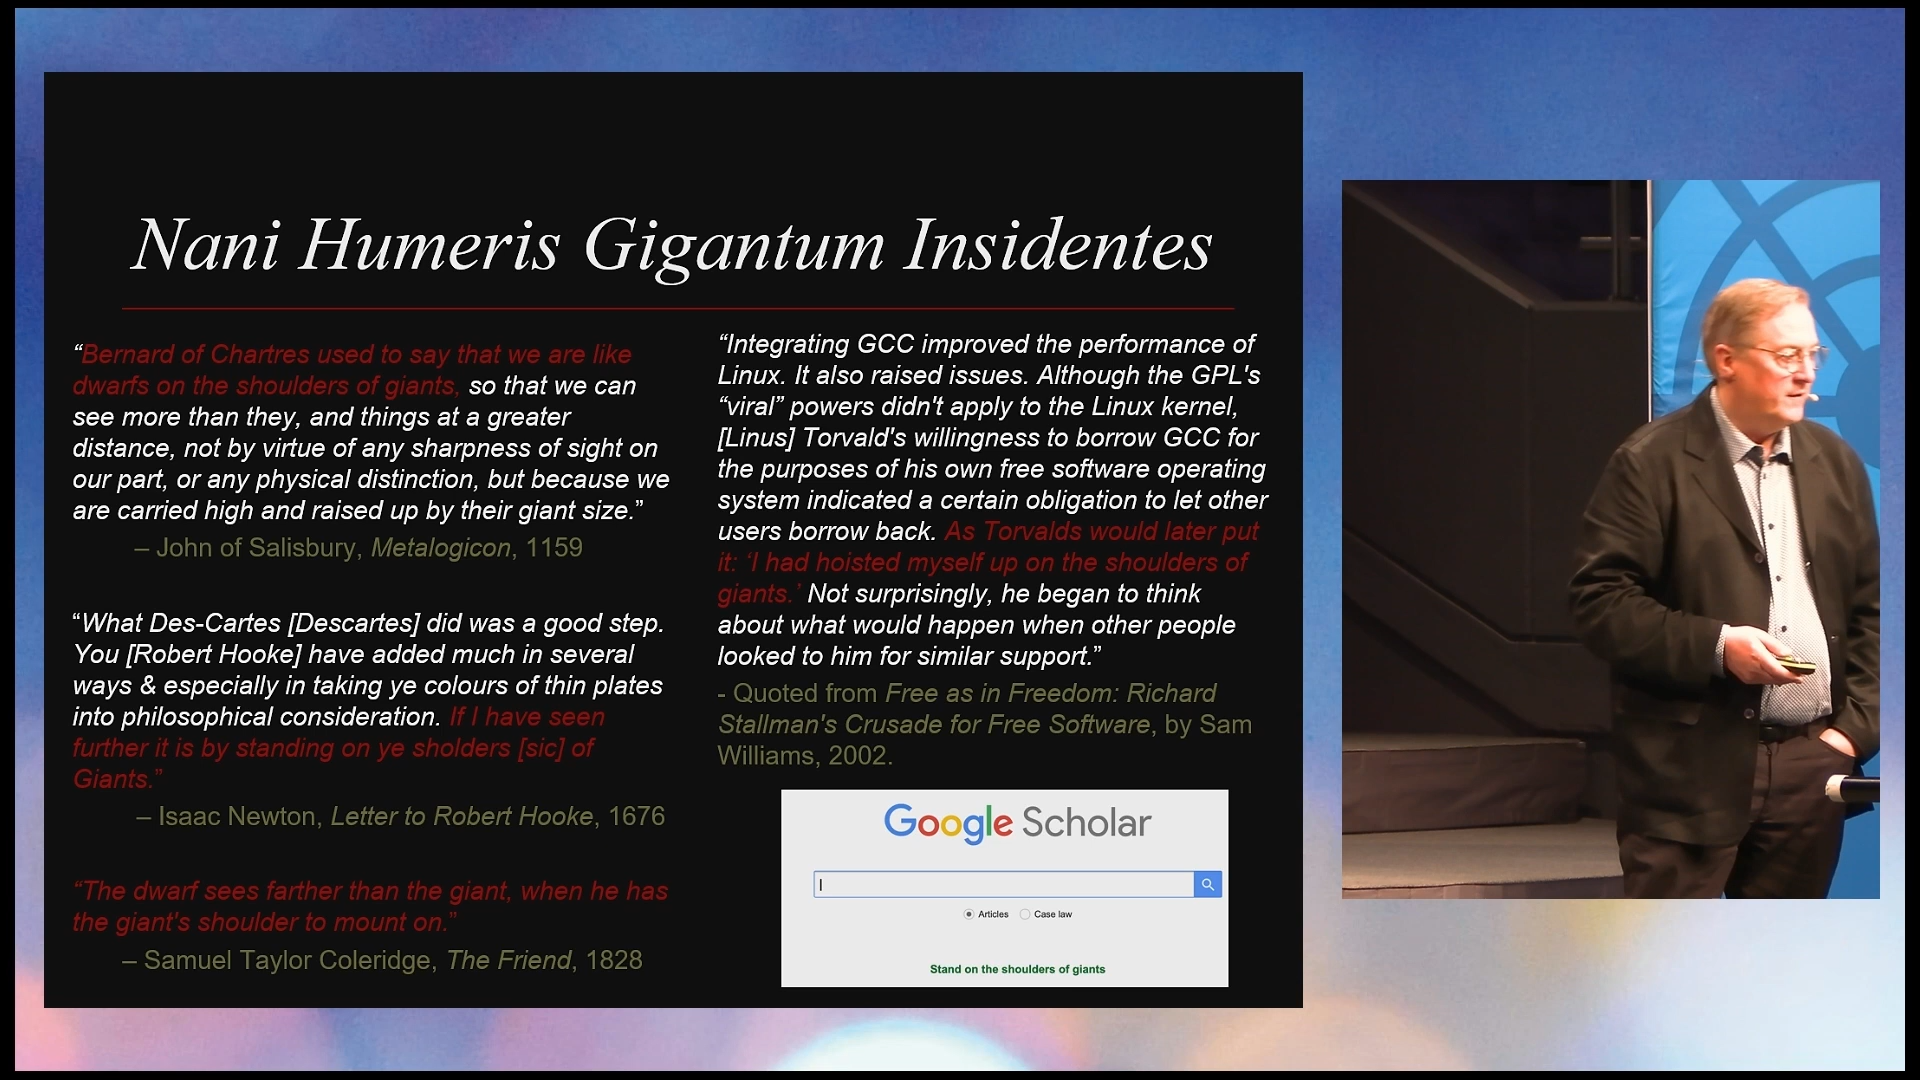 Nani Humeris Gigantum Insidentes
“Bernard of Chartres used to say that we are like
dwarfs on the shoulders of giants, so that we can
see more than they, and things at a greater
distance, not by virtue of any sharpness of sight on
our part, or any physical distinction, but because we
are carried high and raised up by their giant size.”
– John of Salisbury, Metalogicon, 1159
“What Des-Cartes [Descartes] did was a good step.
You [Robert Hooke] have added much in several
ways & especially in taking ye colours of thin plates
into philosophical consideration. If I have seen
further it is by standing on ye sholders [sic] of
Giants.”
– Isaac Newton, Letter to Robert Hooke, 1676
“The dwarf sees farther than the giant, when he has
the giant's shoulder to mount on.”
– Samuel Taylor Coleridge, The Friend, 1828
“Integrating GCC improved the performance of
Linux. It also raised issues. Although the GPL's
“viral” powers didn't apply to the Linux kernel,
[Linus] Torvald's willingness to borrow GCC for
the purposes of his own free software operating
system indicated a certain obligation to let other
users borrow back. As Torvalds would later put
it: ‘I had hoisted myself up on the shoulders of
giants.’ Not surprisingly, he began to think
about what would happen when other people
looked to him for similar support.”
- Quoted from Free as in Freedom: Richard
Stallman's Crusade for Free Software, by Sam
Williams, 2002.
Google Scholar
Articles Case law
Stand on the shoulders of giants